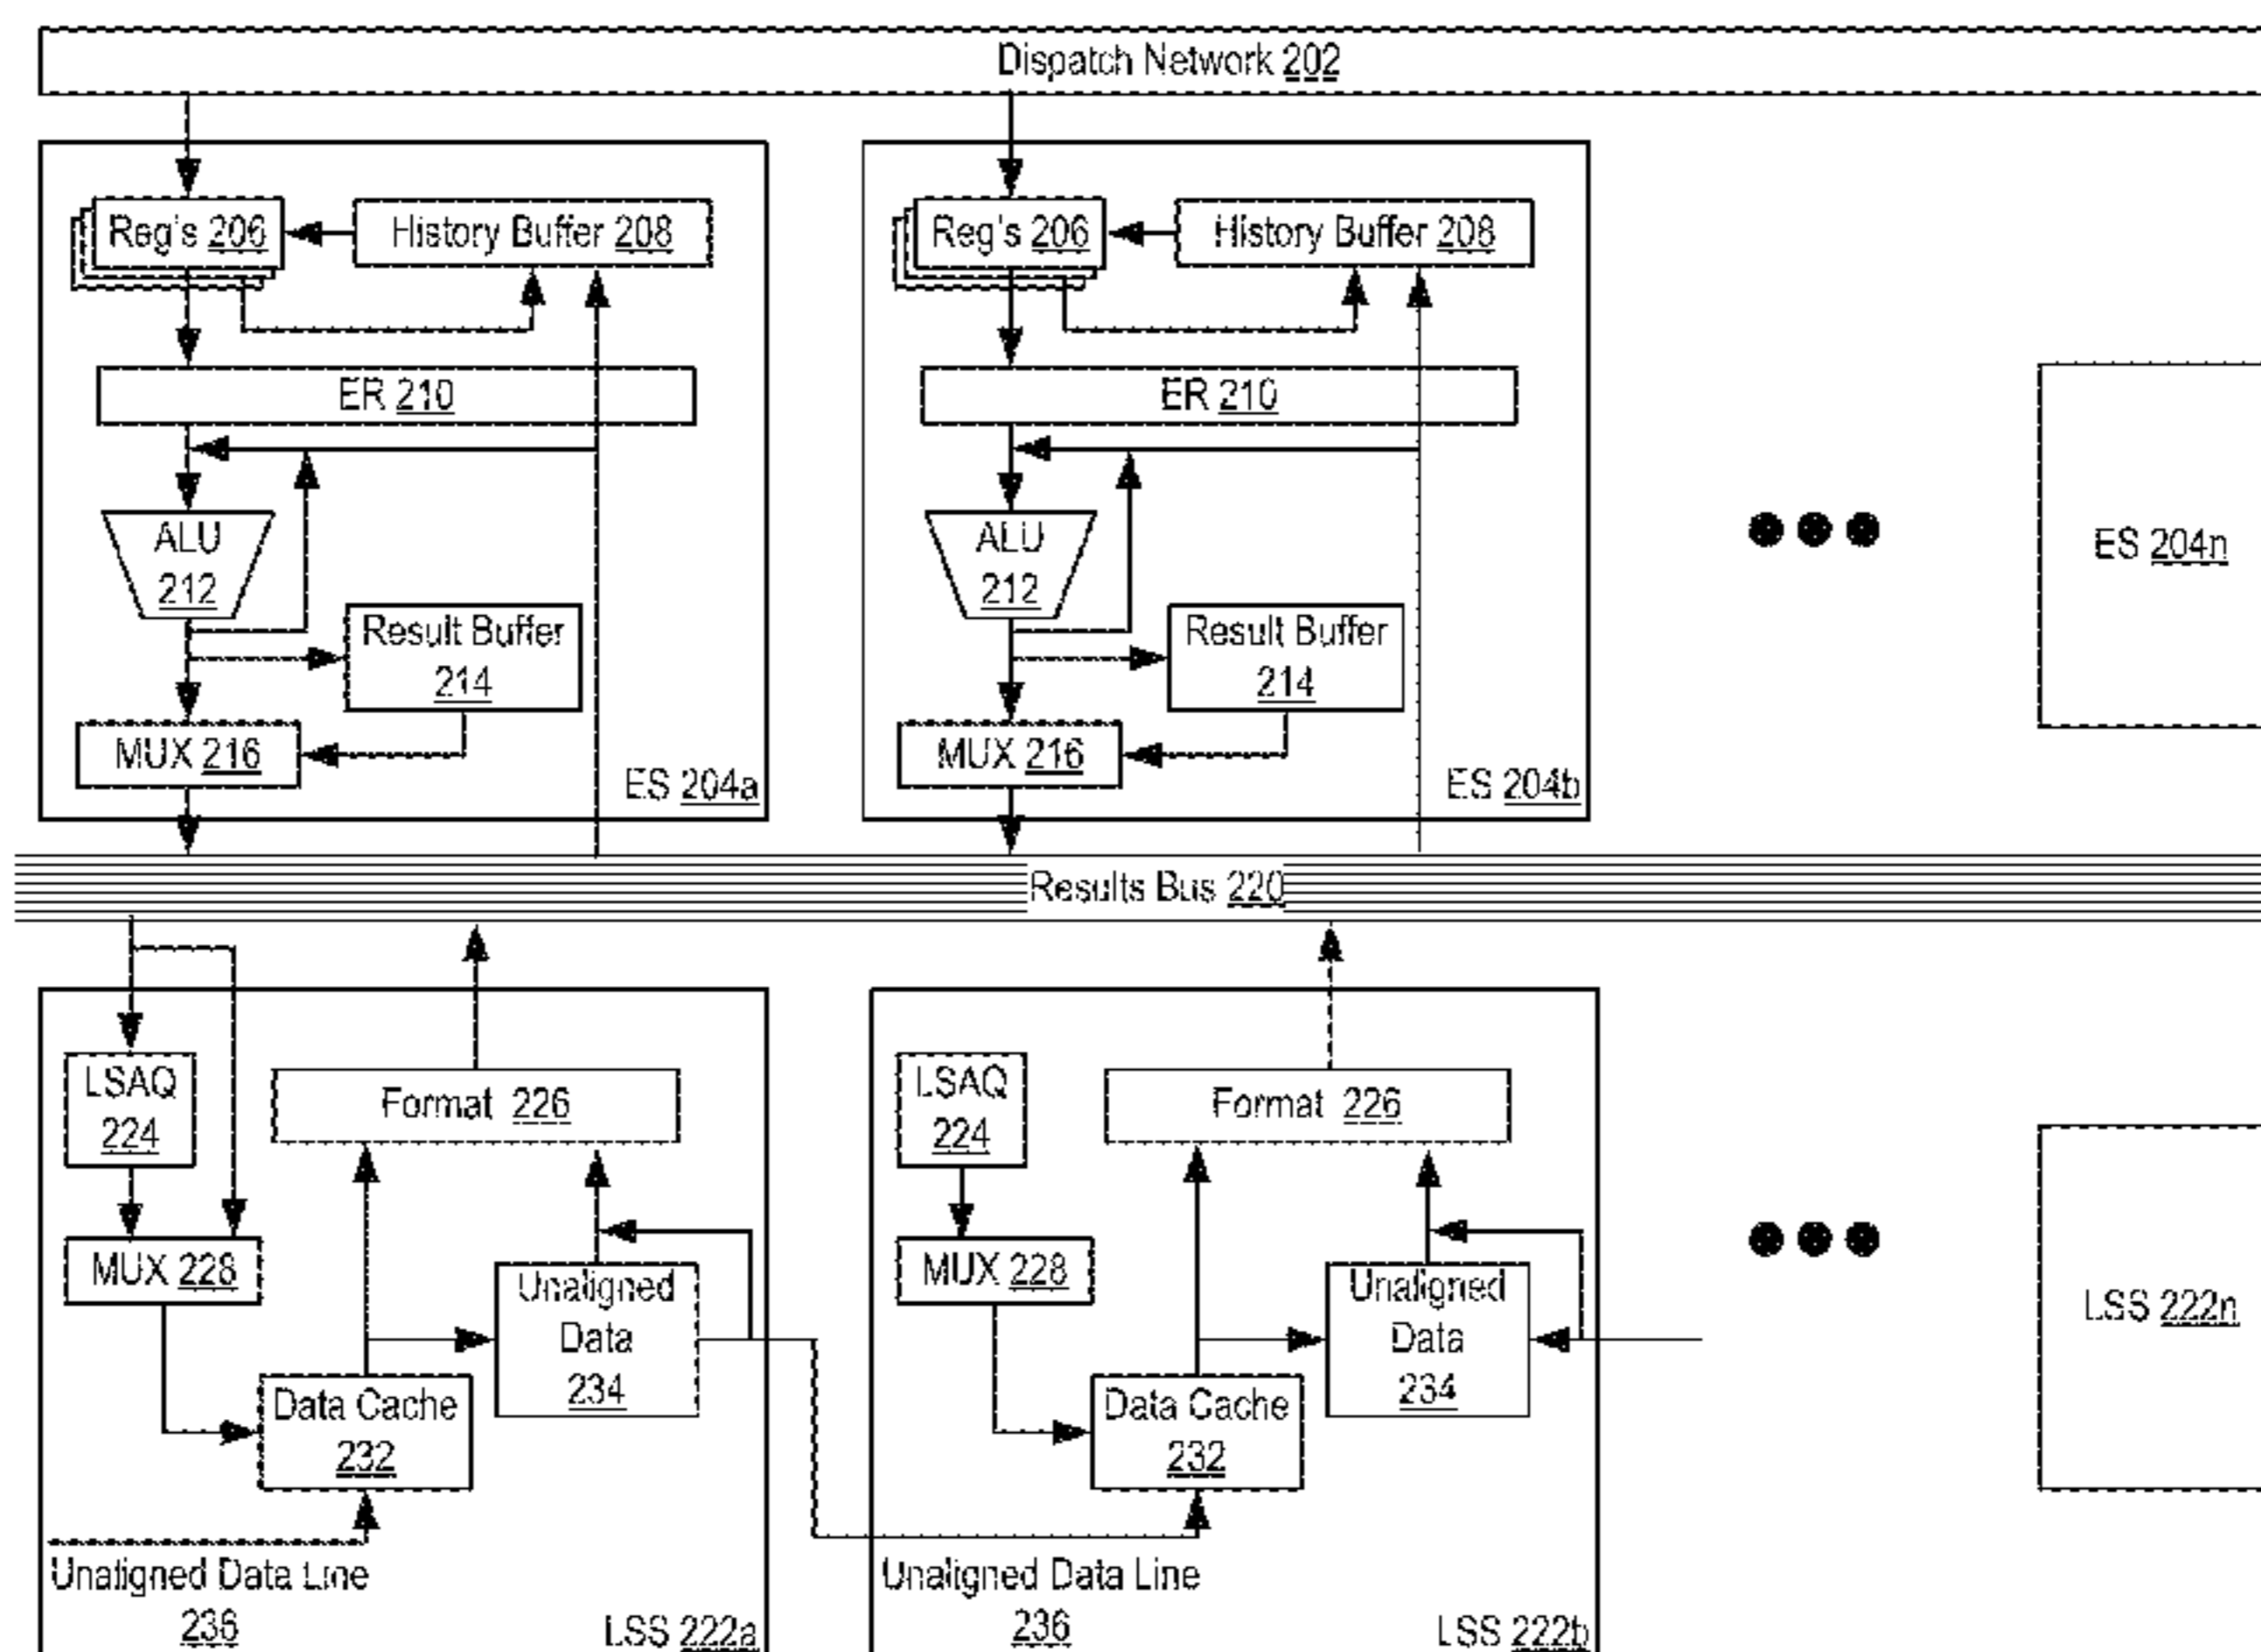 Dispatch Network 202
Reg's 206
History Buffer 208
ER 210
ALU
212
Result Buffer
214
MUX 216
ES 204a
Reg's 206
History Buffer 208
ER 210
ALU
212
Result Buffer
214
MUX 216
ES 204b
ES 204n
Results Bus 220
LSAQ
224
Format 226
MUX 228
Unaligned
Data
234
Data Cache
232
Unaligned Data Line
236
LSS 222a
LSAQ
224
Format 226
MUX 228
Unaligned
Data
234
Data Cache
232
Unaligned Data Line
236
LSS 222b
LSS 222n